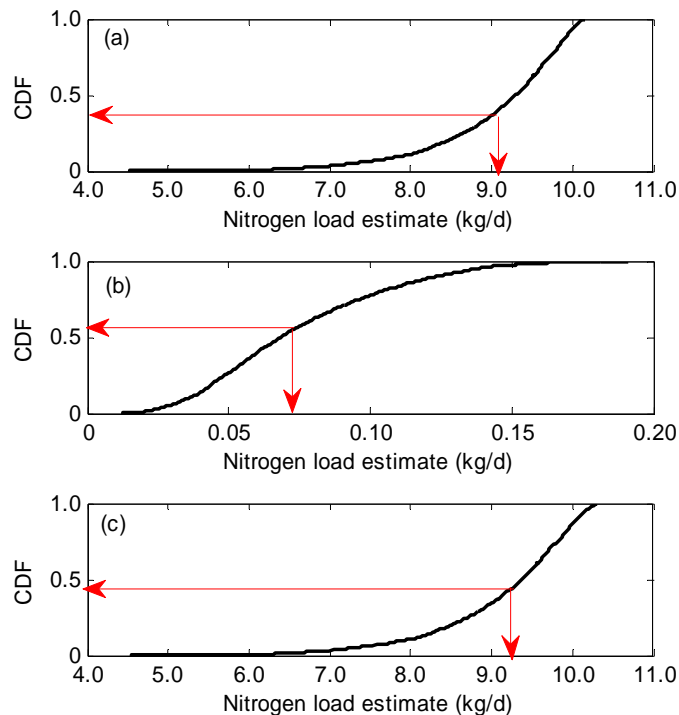 1.0
(a)
CDF
0.5
0
4.0 5.0 6.0 7.0 8.0 9.0 10.0 11.0
Nitrogen load estimate (kg/d)
1.0
(b)
CDF
0.5
0
0 0.05 0.10 0.15 0.20
Nitrogen load estimate (kg/d)
1.0
(c)
CDF
0.5
0
4.0 5.0 6.0 7.0 8.0 9.0 10.0 11.0
Nitrogen load estimate (kg/d)